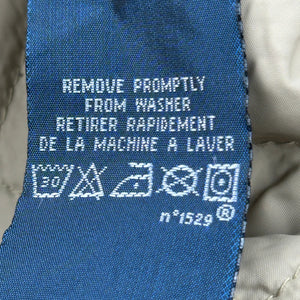 REMOVE PROMPTLY
FROM WASHER
RETIRER RAPIDEMENT
DE LA MACHINE A LAVER
30
n°1529®